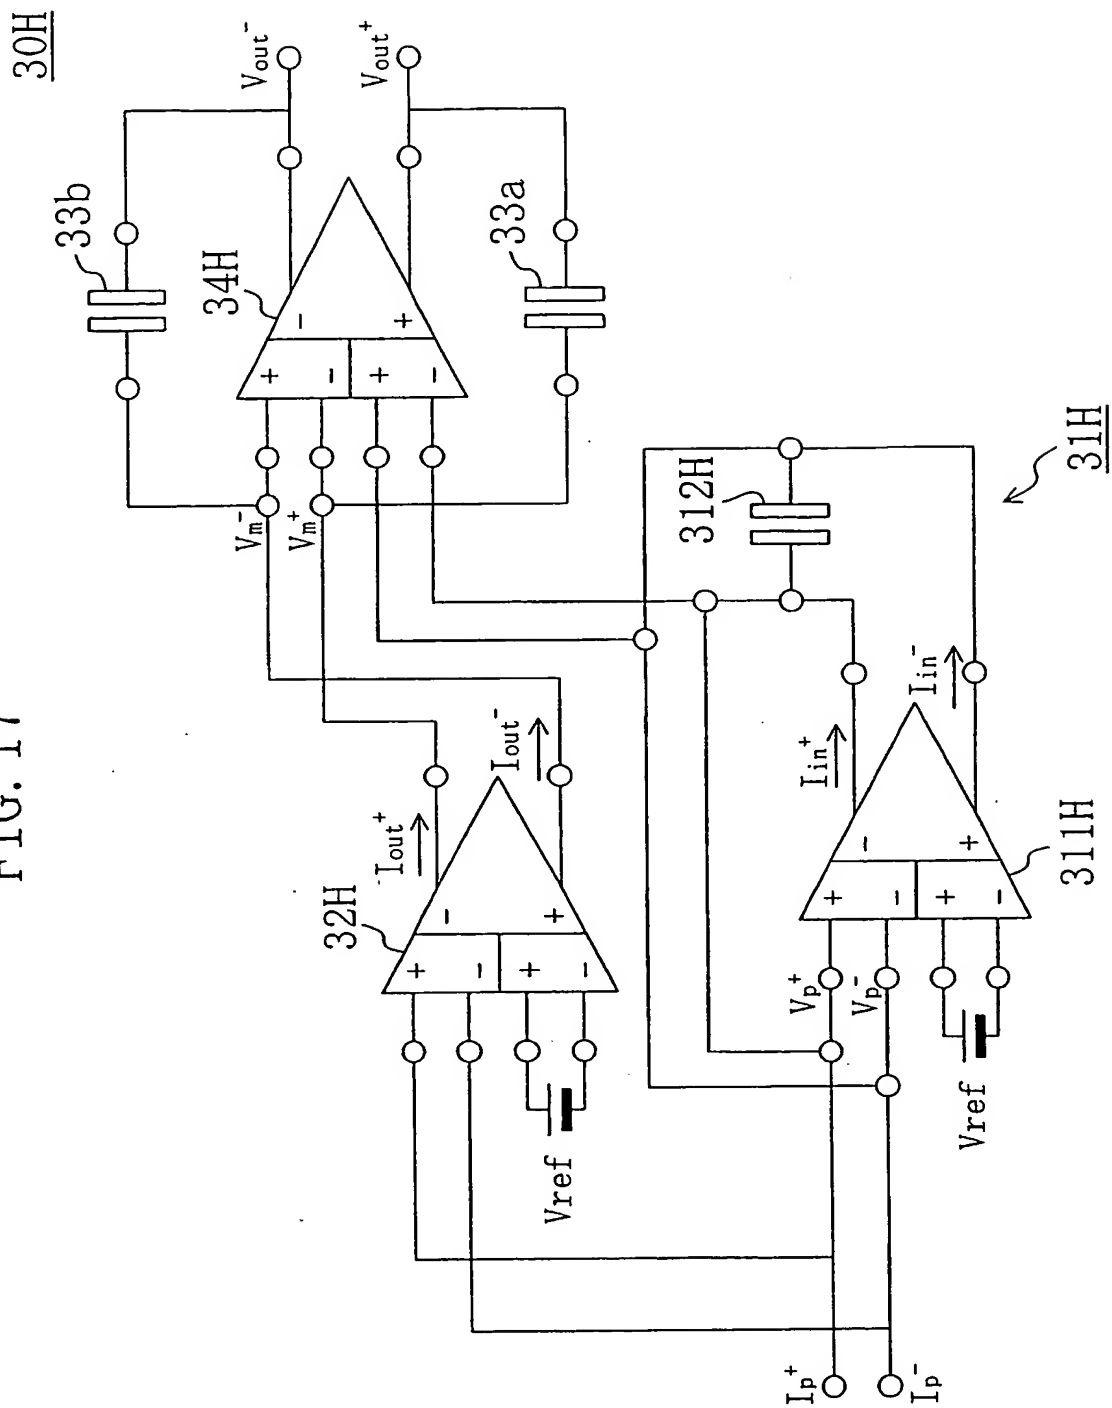 FIG. 17
30H
Vout-
Vout+
33b
34H
33a
+
-
+
-
-
+
Vm-
Vm+
312H
31H
32H
Iout+
Iout-
+
-
+
-
-
+
Vref
Iin+
Iin-
311H
+
-
+
-
-
+
Vp+
Vp-
Vref
Ip+
Ip-